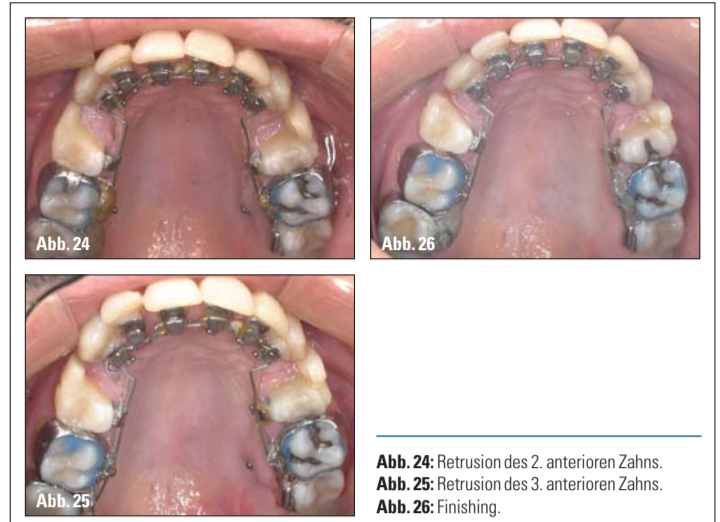 Abb. 24
Abb. 26
Abb. 25
Abb. 24: Retrusion des 2. anterioren Zahns.
Abb. 25: Retrusion des 3. anterioren Zahns.
Abb. 26: Finishing.